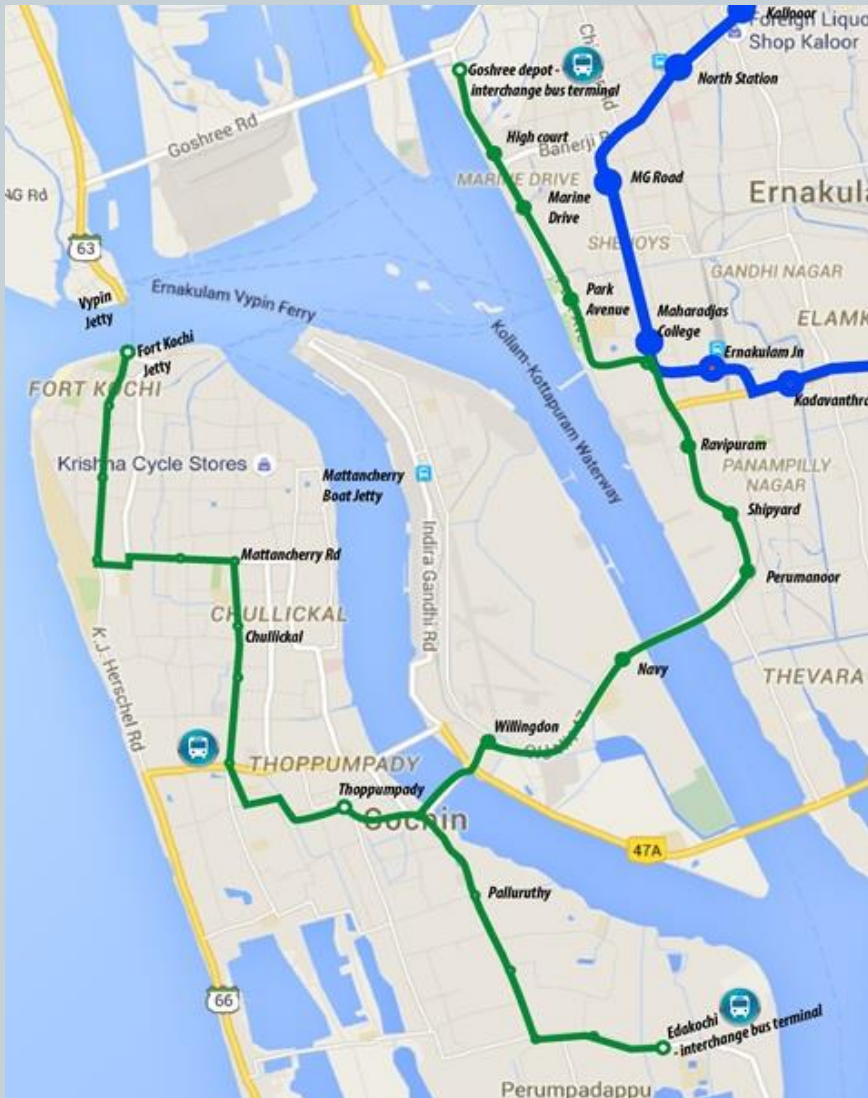 Kaloor
Foreign Liquo
Shop Kaloor
Goshree depot -
interchange bus terminal
North Station
Goshree Rd
High court
Banerji R
MARINE DRIVE
MG Road
Ernakula
AG Rd
Marine
Drive
SHENOYS
63
GANDHI NAGAR
Vypin
Jetty
Ernakulam Vypin Ferry
Park
Avenue
Maharadjas
College
ELAMK
Fort Kochi
Jetty
Ernakulam Jn
FORT KOCHI
Kollam-Kottapuram Waterway
Kadavanthra
Ravipuram
Krishna Cycle Stores
Mattancherry
Boat Jetty
PANAMPILLY
NAGAR
Shipyard
Indira Gandhi Rd
Mattancherry Rd
Perumanoor
CHULLICKAL
Chullickal
K.J. Herschel Rd
Navy
THEVARA
Willingdon
THOPPUMPADY
Thoppumpady
Cochin
47A
Palluruthy
66
Edakochi
- interchange bus terminal
Perumpadappu